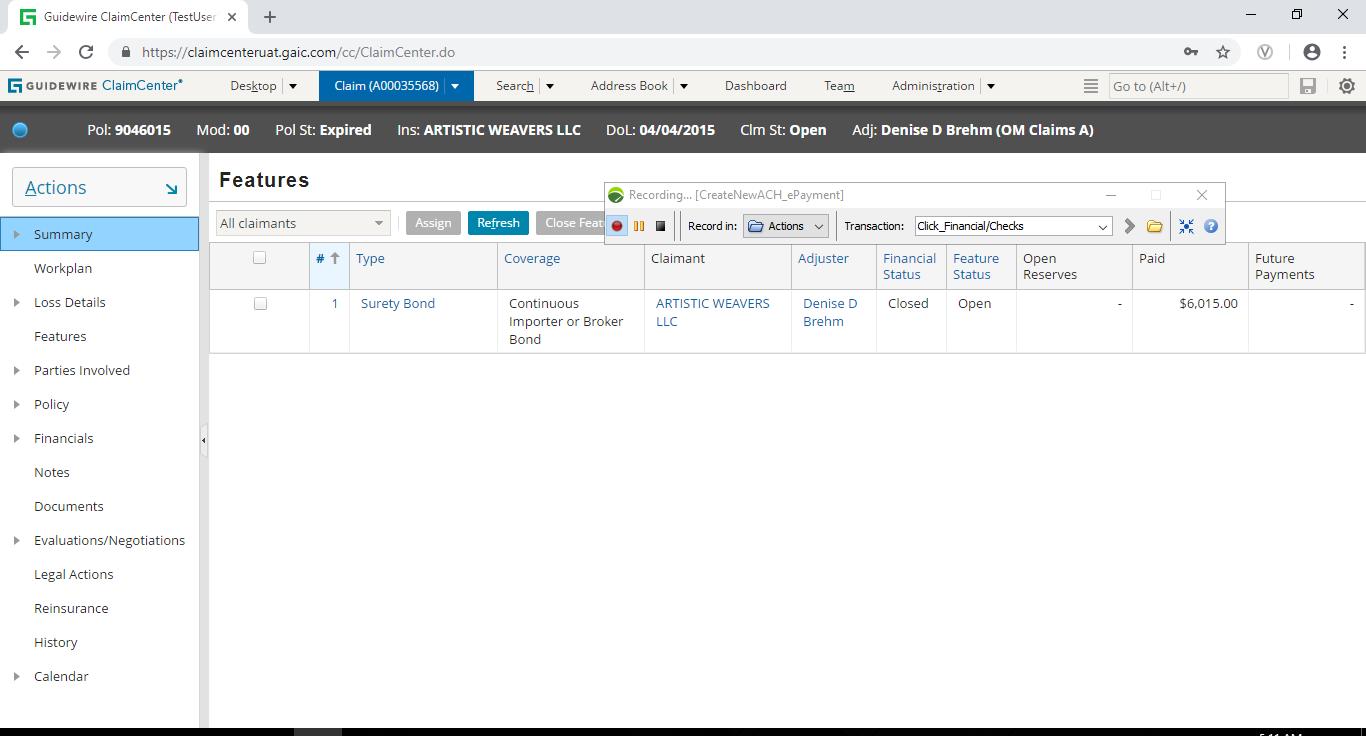 Guidewire ClaimCenter (TestUser
https://claimcenteruat.gaic.com/cc/ClaimCenter.do
GUIDEWIRE ClaimCenter
Desktop
Claim (A00035568)
Search
Address Book
Dashboard
Team
Administration
Go to (Alt+/)
Pol: 9046015
Mod: 00
Pol St: Expired
Ins: ARTISTIC WEAVERS LLC
DoL: 04/04/2015
Clm St: Open
Adj: Denise D Brehm (OM Claims A)
Actions
Summary
Workplan
Loss Details
Features
Parties Involved
Policy
Financials
Notes
Documents
Evaluations/Negotiations
Legal Actions
Reinsurance
History
Calendar
Features
Recording... [CreateNewACH_ePayment]
All claimants
Assign
Refresh
Close Feat
Record in:
Actions
Transaction:
Click_Financial/Checks
#
Type
Coverage
Claimant
Adjuster
Financial
Status
Feature
Status
Open
Reserves
Paid
Future
Payments
1
Surety Bond
Continuous
Importer or Broker
Bond
ARTISTIC WEAVERS
LLC
Denise D
Brehm
Closed
Open
-
$6,015.00
-